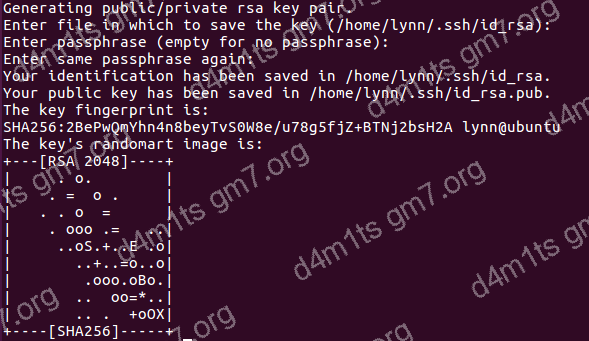 Generating public/private rsa key pair.
Enter file in which to save the key (/home/lynn/.ssh/id_rsa):
Enter passphrase (empty for no passphrase):
Enter same passphrase again:
Your identification has been saved in /home/lynn/.ssh/id_rsa.
Your public key has been saved in /home/lynn/.ssh/id_rsa.pub.
The key fingerprint is:
SHA256:2BePwQmYhn4n8beyTvS0W8e/u78g5fjZ+BTNj2bsH2A lynn@ubuntu
The key's randomart image is:
+---[RSA 2048]----+
|     . o.        |
|    . =  o .     |
|   . . o  =      |
|    . ooo .=   ..|
|     ..oS.+..E .o|
|       ..+..=o..o|
|        .ooo.oBo.|
|       ..  oo=*..|
|       .. .  +oOX|
+----[SHA256]-----+
d4m1ts gm7.org
d4m1ts gm7.org
d4m1ts gm7.org
d4m1ts gm7.org
d4m1ts gm7.org